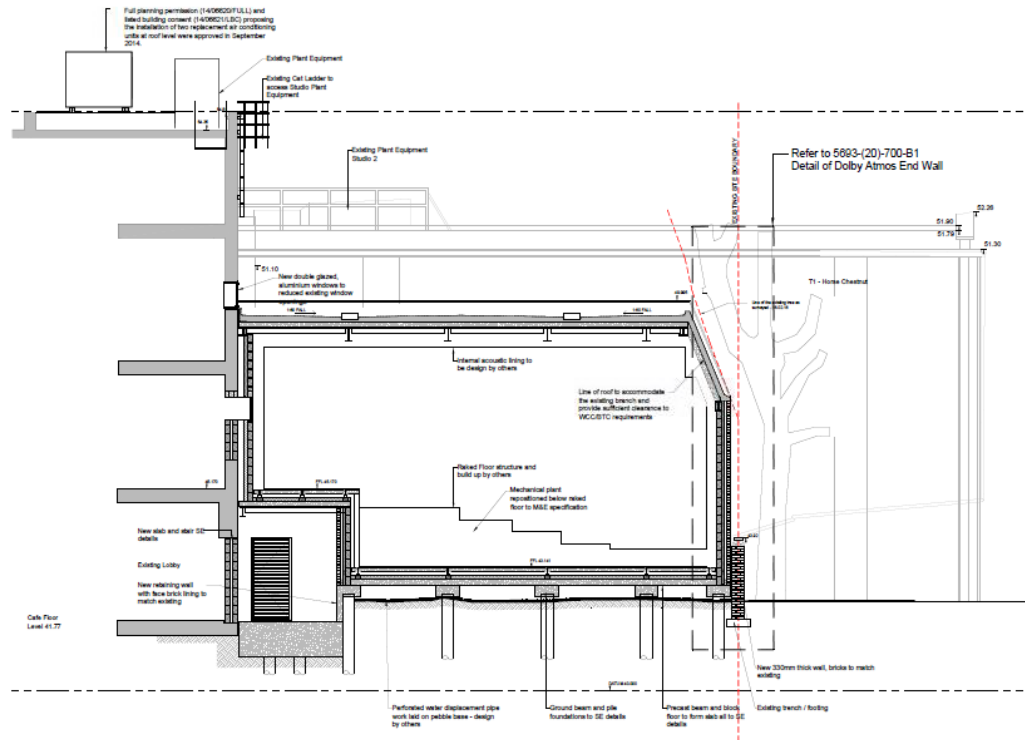 Full planning permission (14/06620/FULL) and
listed building consent (14/06621/LBC) proposing
the installation of two replacement air conditioning
units at roof level were approved in September
2014.
Existing Plant Equipment
Existing Cat Ladder to
access Studio Plant
Equipment
Existing Plant Equipment
Studio 2
EXISTING SITE BOUNDARY
Refer to 5693-(20)-700-B1
Detail of Dolby Atmos End Wall
52.26
51.90
51.79
51.30
51.10
New double glazed,
aluminium windows to
reduced existing window
openings
T1 - Horse Chestnut
1:60 FALL
1:60 FALL
Internal acoustic lining to
be design by others
Line of roof to accommodate
the existing branch and
provide sufficient clearance to
WCC/BTC requirements
Raked Floor structure and
build up by others
Mechanical plant
repositioned below raked
floor to M&E specification
New slab and stair SE
details
Existing Lobby
New retaining wall
with face brick lining to
match existing
Cafe Floor
Level 41.77
New 330mm thick wall, bricks to match
existing
Existing trench / footing
Perforated water displacement pipe
work laid on pebble base - design
by others
Ground beam and pile
foundations to SE details
Precast beam and block
floor to form slab all to SE
details